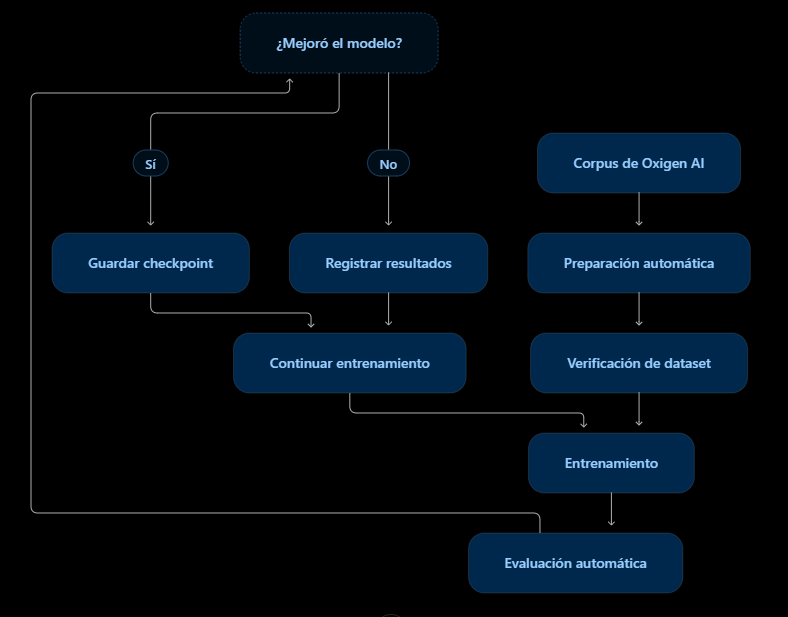 ¿Mejoró el modelo?
Sí
No
Corpus de Oxigen AI
Guardar checkpoint
Registrar resultados
Preparación automática
Continuar entrenamiento
Verificación de dataset
Entrenamiento
Evaluación automática